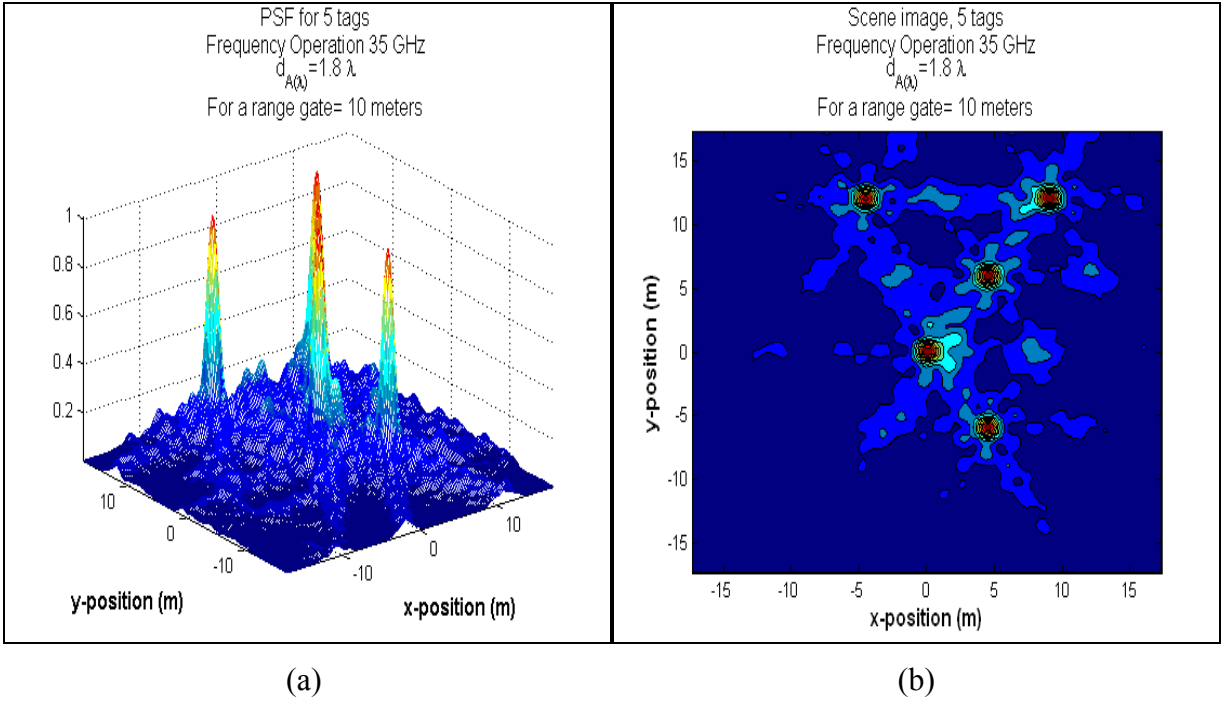 PSF for 5 tags
Frequency Operation 35 GHz
d_A(λ)=1.8 λ
For a range gate= 10 meters
1
0.8
0.6
0.4
0.2
10
0
-10
-10
0
10
y-position (m)
x-position (m)
Scene image, 5 tags
Frequency Operation 35 GHz
d_A(λ)=1.8 λ
For a range gate= 10 meters
15
10
5
0
-5
-10
-15
-15
-10
-5
0
5
10
15
y-position (m)
x-position (m)
(a)
(b)